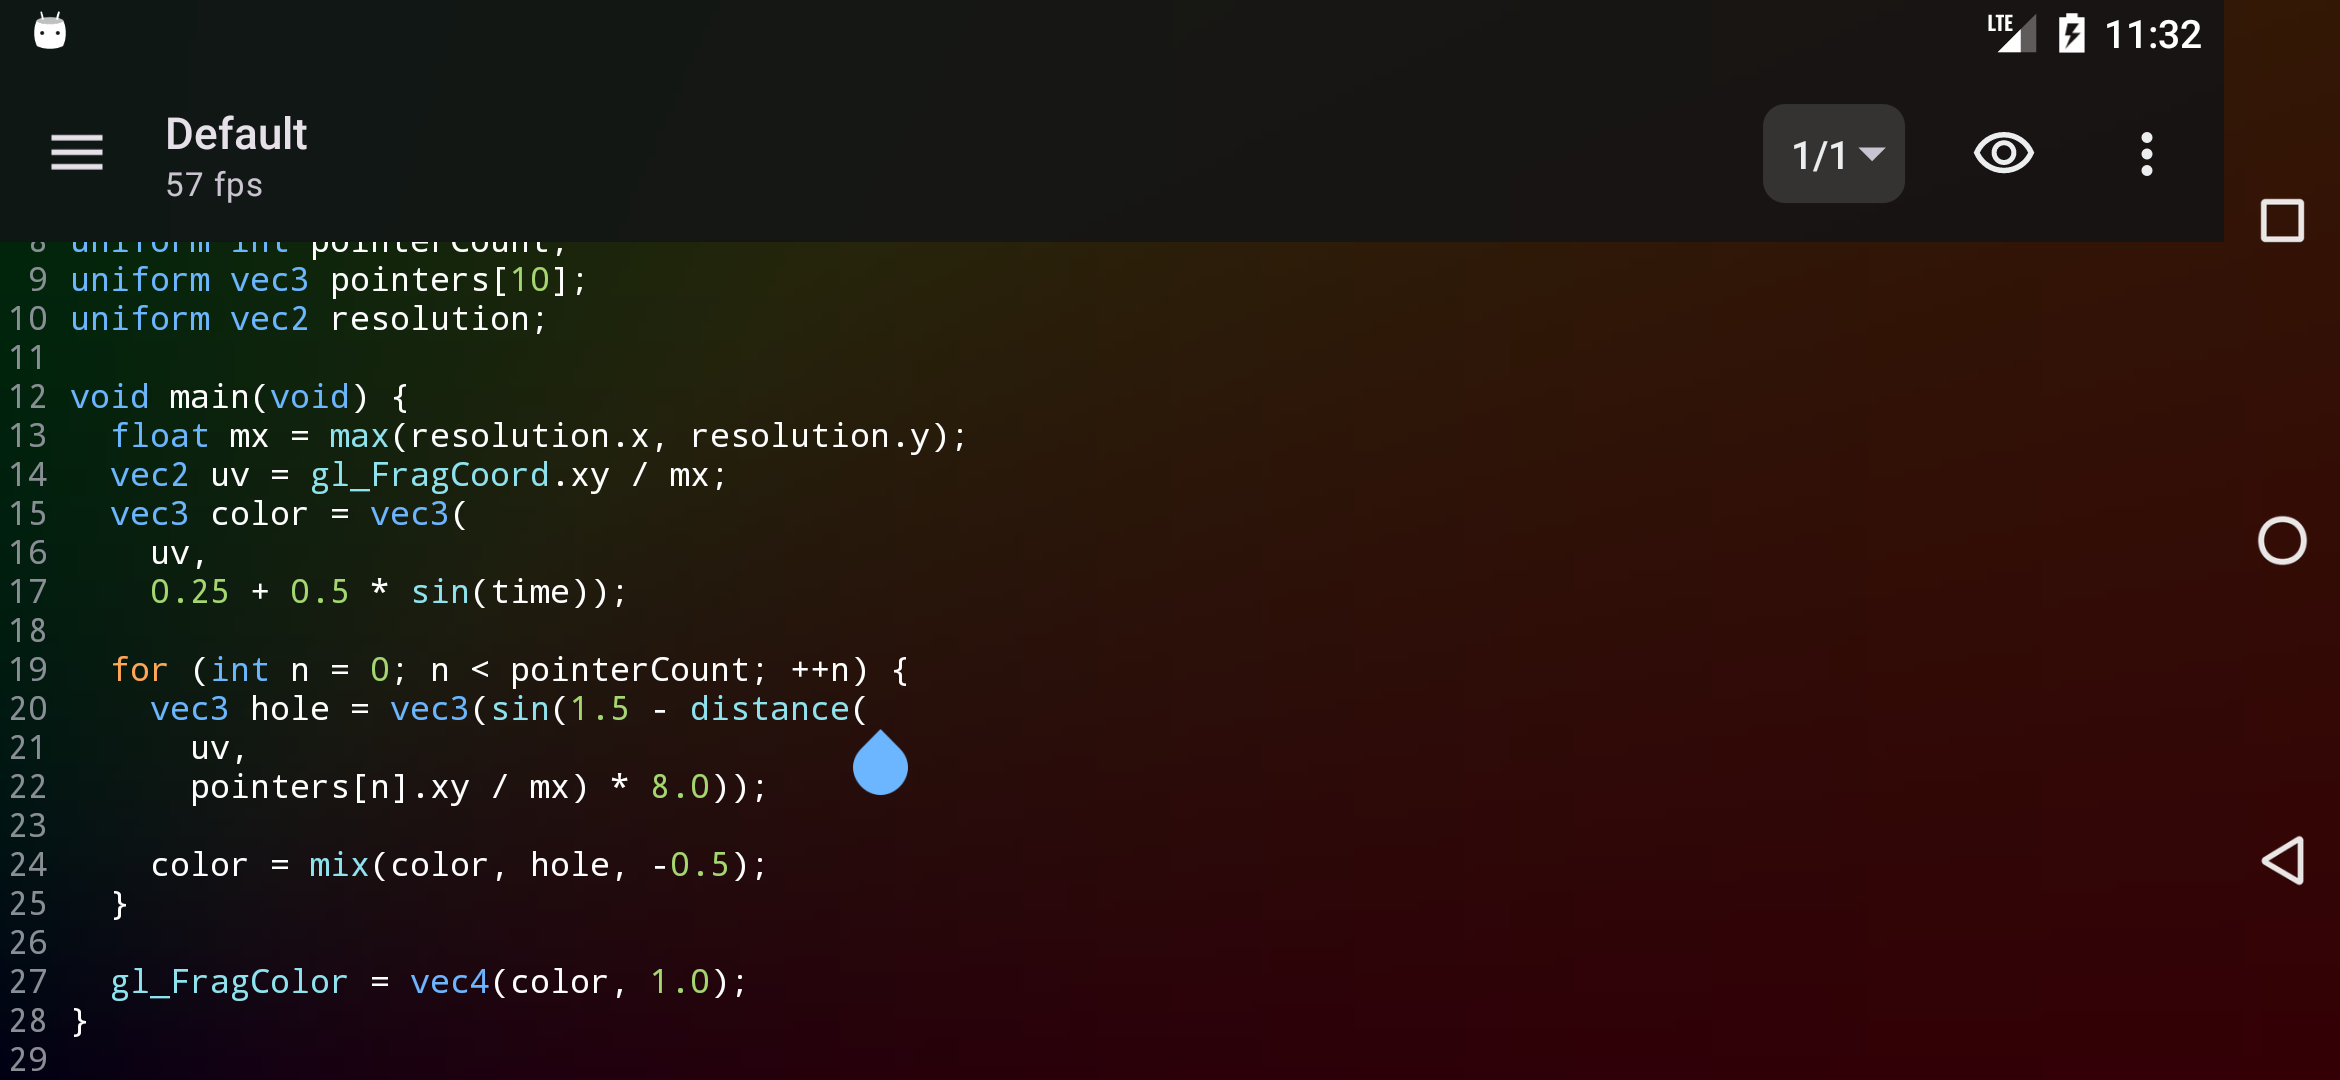 LTE 11:32
Default
57 fps
1/1
8 uniform int pointerCount;
9 uniform vec3 pointers[10];
10 uniform vec2 resolution;
11
12 void main(void) {
13   float mx = max(resolution.x, resolution.y);
14   vec2 uv = gl_FragCoord.xy / mx;
15   vec3 color = vec3(
16     uv,
17     0.25 + 0.5 * sin(time));
18
19   for (int n = 0; n < pointerCount; ++n) {
20     vec3 hole = vec3(sin(1.5 - distance(
21       uv,
22       pointers[n].xy / mx) * 8.0));
23
24     color = mix(color, hole, -0.5);
25   }
26
27   gl_FragColor = vec4(color, 1.0);
28 }
29